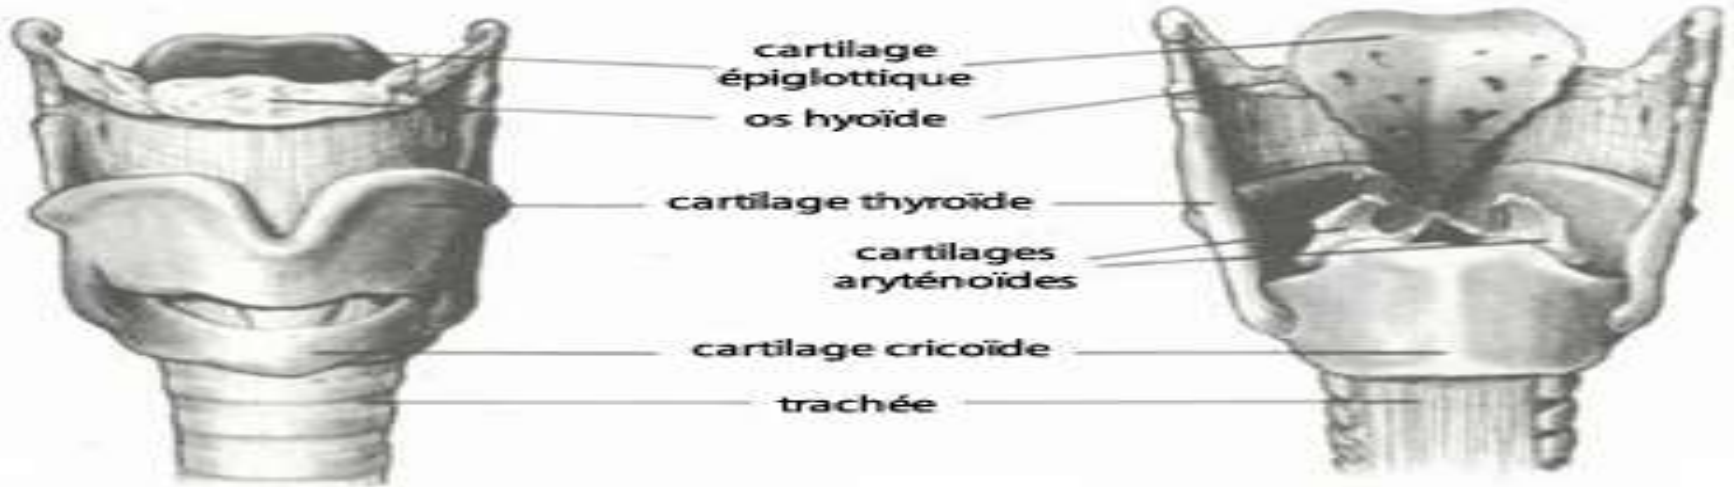 cartilage
épiglottique
os hyoïde
cartilage thyroïde
cartilages
aryténoïdes
cartilage cricoïde
trachée